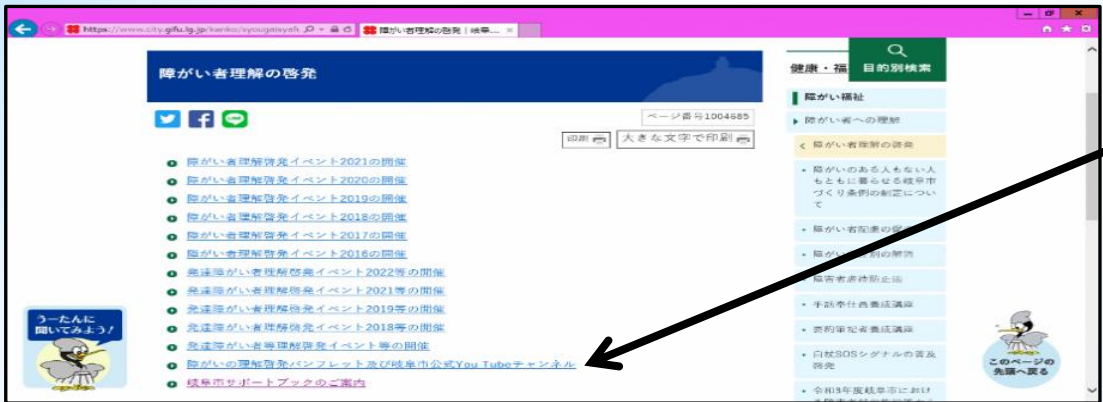 https://www.city.gifu.lg.jp/kenko/syougaisyah
障がい者理解の啓発｜岐阜...
障がい者理解の啓発
ページ番号1004685
印刷
大きな文字で印刷
障がい者理解啓発イベント2021の開催
障がい者理解啓発イベント2020の開催
障がい者理解啓発イベント2019の開催
障がい者理解啓発イベント2018の開催
障がい者理解啓発イベント2017の開催
障がい者理解啓発イベント2016の開催
発達障がい者理解啓発イベント2022等の開催
発達障がい者理解啓発イベント2021等の開催
発達障がい者理解啓発イベント2019等の開催
発達障がい者理解啓発イベント2018等の開催
発達障がい者等理解啓発イベント等の開催
障がいの理解啓発パンフレット及び岐阜市公式You Tubeチャンネル
岐阜市サポートブックのご案内
うーたんに
聞いてみよう!
健康・福
目的別検索
障がい福祉
障がい者への理解
障がい者理解の啓発
障がいのある人もない人
もともに暮らせる岐阜市
づくり条例の制定につい
て
障がい者配慮の促
障がい
別の解消
障害者虐待防止法
手話奉仕員養成講座
要約筆記者養成講座
白杖SOSシグナルの普及
啓発
令和3年度岐阜市におけ
このページの
先頭へ戻る